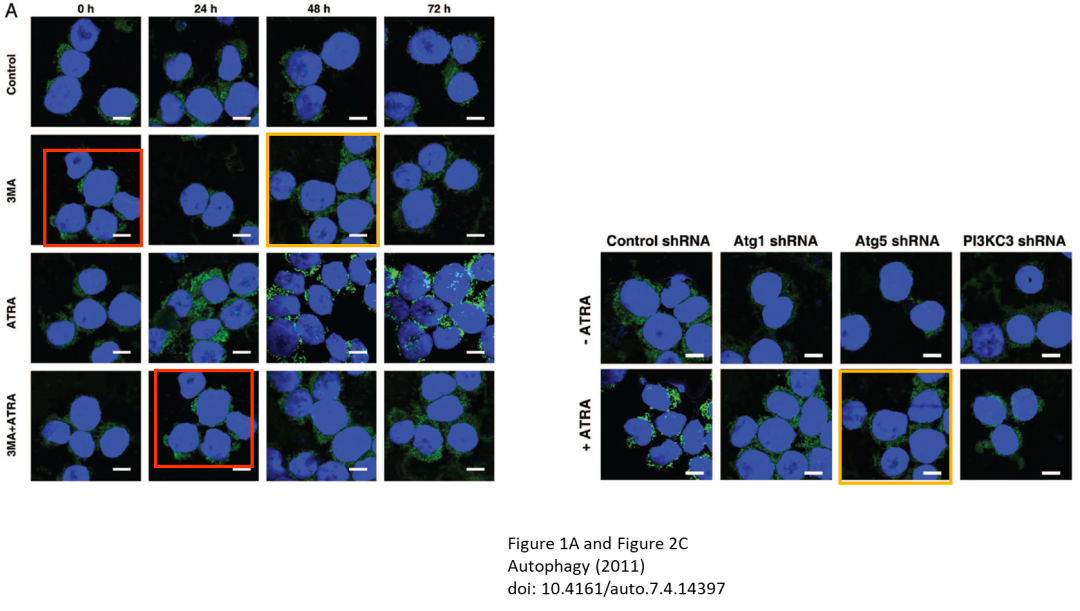 A
0 h 24 h 48 h 72 h
Control
3MA
ATRA
3MA+ATRA
Control shRNA Atg1 shRNA Atg5 shRNA PI3KC3 shRNA
- ATRA
+ ATRA
Figure 1A and Figure 2C
Autophagy (2011)
doi: 10.4161/auto.7.4.14397